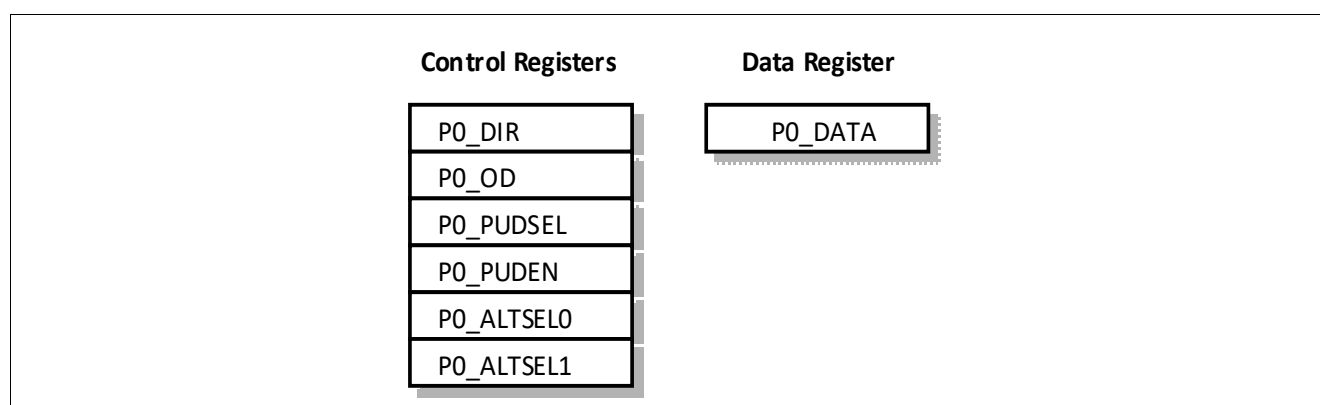 Control Registers
Data Register
P0_DIR
P0_DATA
P0_OD
P0_PUDSEL
P0_PUDEN
P0_ALTSEL0
P0_ALTSEL1